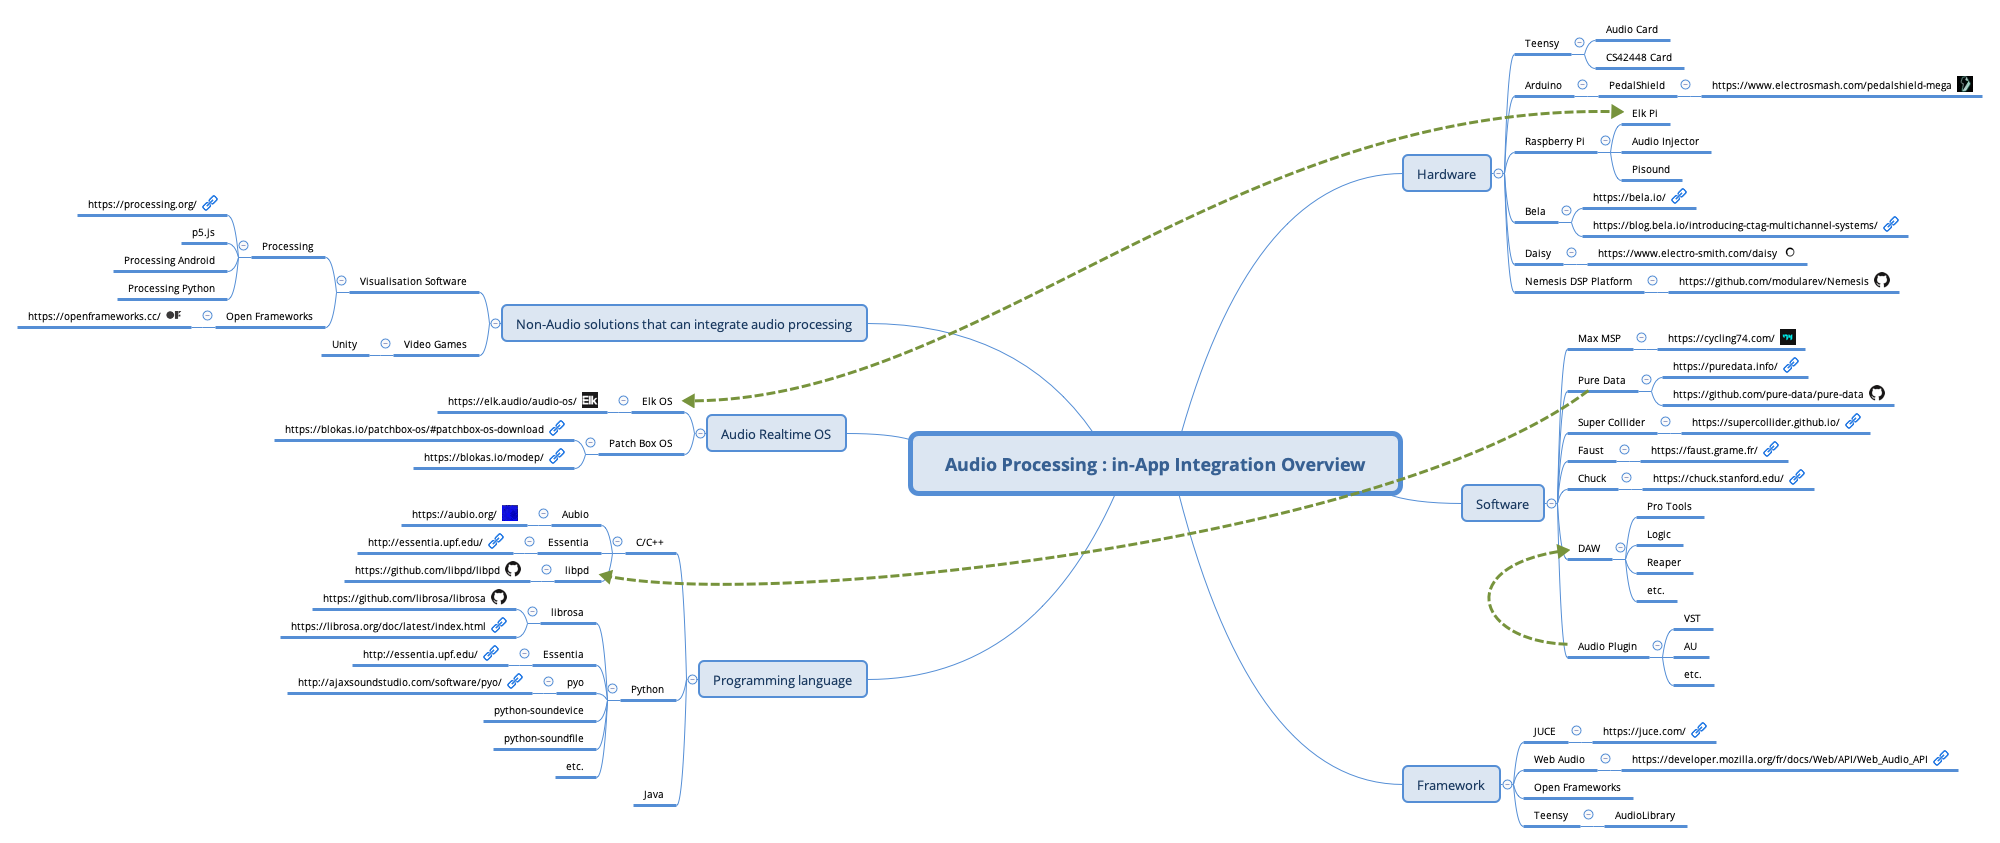 Audio Processing : in-App Integration Overview
Hardware
Teensy
Audio Card
CS42448 Card
Arduino
PedalShield
https://www.electrosmash.com/pedalshield-mega
Raspberry Pi
Elk Pi
Audio Injector
Pisound
Bela
https://bela.io/
https://blog.bela.io/introducing-ctag-multichannel-systems/
Daisy
https://www.electro-smith.com/daisy
Nemesis DSP Platform
https://github.com/modularev/Nemesis
Software
Max MSP
https://cycling74.com/
Pure Data
https://puredata.info/
https://github.com/pure-data/pure-data
Super Collider
https://supercollider.github.io/
Faust
https://faust.grame.fr/
Chuck
https://chuck.stanford.edu/
DAW
Pro Tools
Logic
Reaper
etc.
Audio Plugin
VST
AU
etc.
Framework
JUCE
https://juce.com/
Web Audio
https://developer.mozilla.org/fr/docs/Web/API/Web_Audio_API
Open Frameworks
Teensy
AudioLibrary
Non-Audio solutions that can integrate audio processing
Visualisation Software
Processing
https://processing.org/
p5.js
Processing Android
Processing Python
Open Frameworks
https://openframeworks.cc/
Video Games
Unity
Audio Realtime OS
Elk OS
https://elk.audio/audio-os/
Elk
Patch Box OS
https://blokas.io/patchbox-os/#patchbox-os-download
https://blokas.io/modep/
Programming language
C/C++
Aubio
https://aubio.org/
Essentia
http://essentia.upf.edu/
libpd
https://github.com/libpd/libpd
Python
librosa
https://github.com/librosa/librosa
https://librosa.org/doc/latest/index.html
Essentia
http://essentia.upf.edu/
pyo
http://ajaxsoundstudio.com/software/pyo/
python-soundevice
python-soundfile
etc.
Java